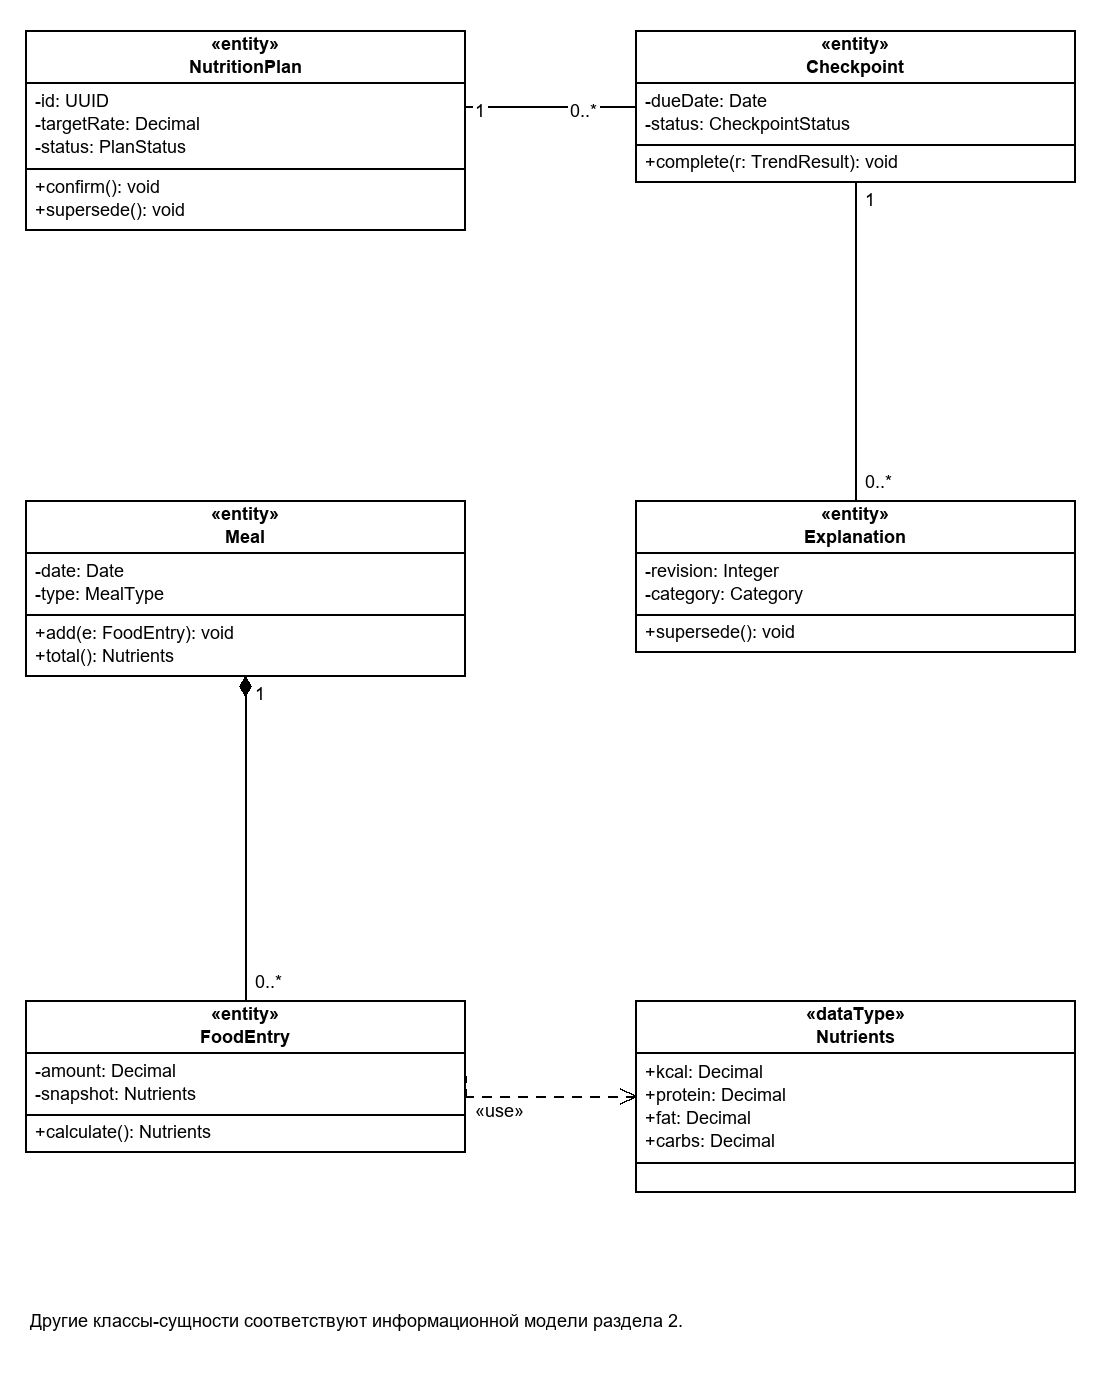 «entity»
NutritionPlan
-id: UUID
-targetRate: Decimal
-status: PlanStatus
+confirm(): void
+supersede(): void
1
0..*
«entity»
Checkpoint
-dueDate: Date
-status: CheckpointStatus
+complete(r: TrendResult): void
1
0..*
«entity»
Meal
-date: Date
-type: MealType
+add(e: FoodEntry): void
+total(): Nutrients
«entity»
Explanation
-revision: Integer
-category: Category
+supersede(): void
1
0..*
«entity»
FoodEntry
-amount: Decimal
-snapshot: Nutrients
+calculate(): Nutrients
«use»
«dataType»
Nutrients
+kcal: Decimal
+protein: Decimal
+fat: Decimal
+carbs: Decimal
Другие классы-сущности соответствуют информационной модели раздела 2.